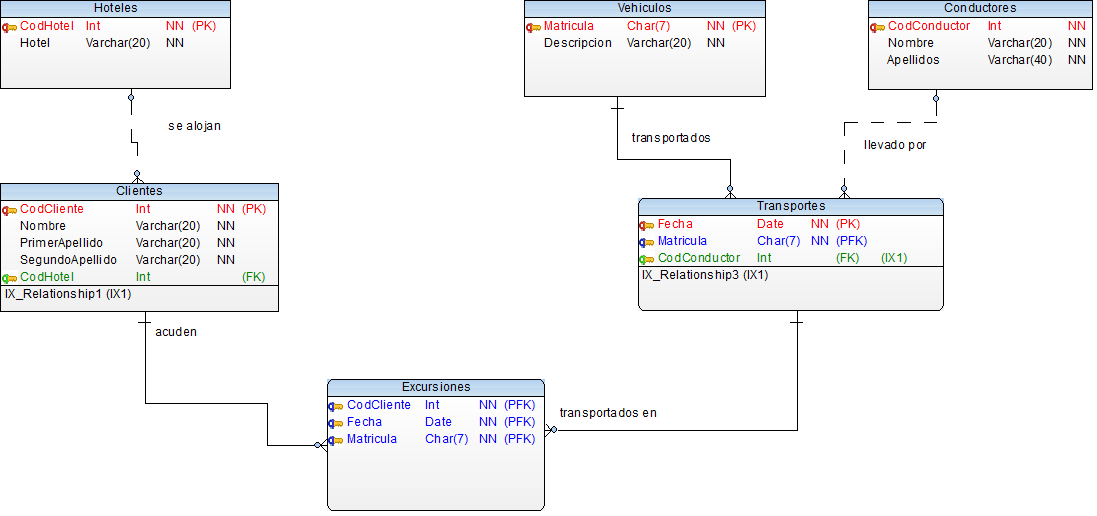 Hoteles
CodHotel Int NN (PK)
Hotel Varchar(20) NN
Vehiculos
Matricula Char(7) NN (PK)
Descripcion Varchar(20) NN
Conductores
CodConductor Int NN
Nombre Varchar(20) NN
Apellidos Varchar(40) NN
se alojan
transportados
llevado por
Clientes
CodCliente Int NN (PK)
Nombre Varchar(20) NN
PrimerApellido Varchar(20) NN
SegundoApellido Varchar(20) NN
CodHotel Int (FK)
IX_Relationship1 (IX1)
Transportes
Fecha Date NN (PK)
Matricula Char(7) NN (PFK)
CodConductor Int (FK) (IX1)
IX_Relationship3 (IX1)
acuden
Excursiones
CodCliente Int NN (PFK)
Fecha Date NN (PFK)
Matricula Char(7) NN (PFK)
transportados en